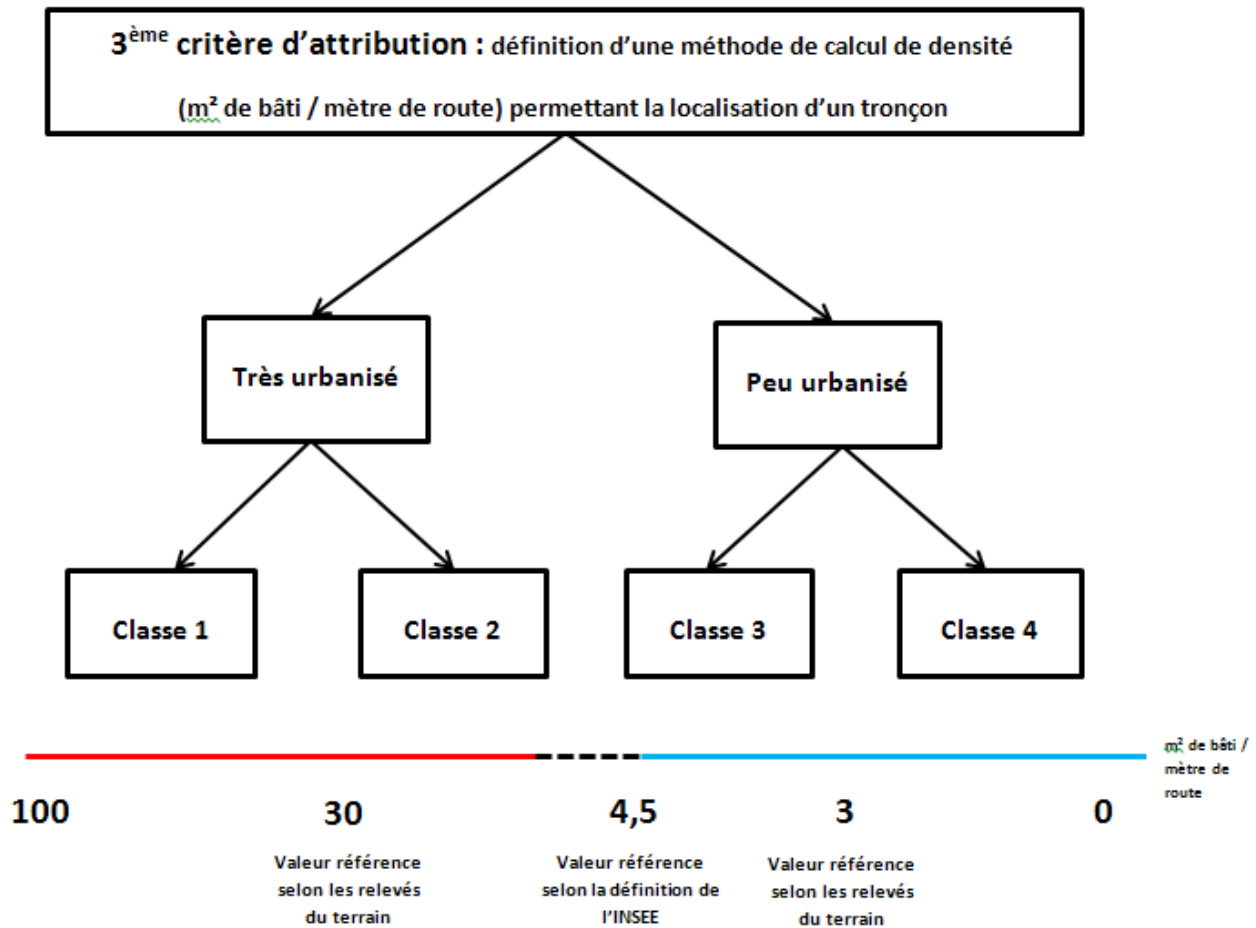 3ème critère d’attribution : définition d’une méthode de calcul de densité
(m² de bâti / mètre de route) permettant la localisation d’un tronçon
Très urbanisé
Peu urbanisé
Classe 1
Classe 2
Classe 3
Classe 4
m² de bâti /
mètre de
route
100
30
4,5
3
0
Valeur référence
selon les relevés
du terrain
Valeur référence
selon la définition de
l’INSEE
Valeur référence
selon les relevés
du terrain